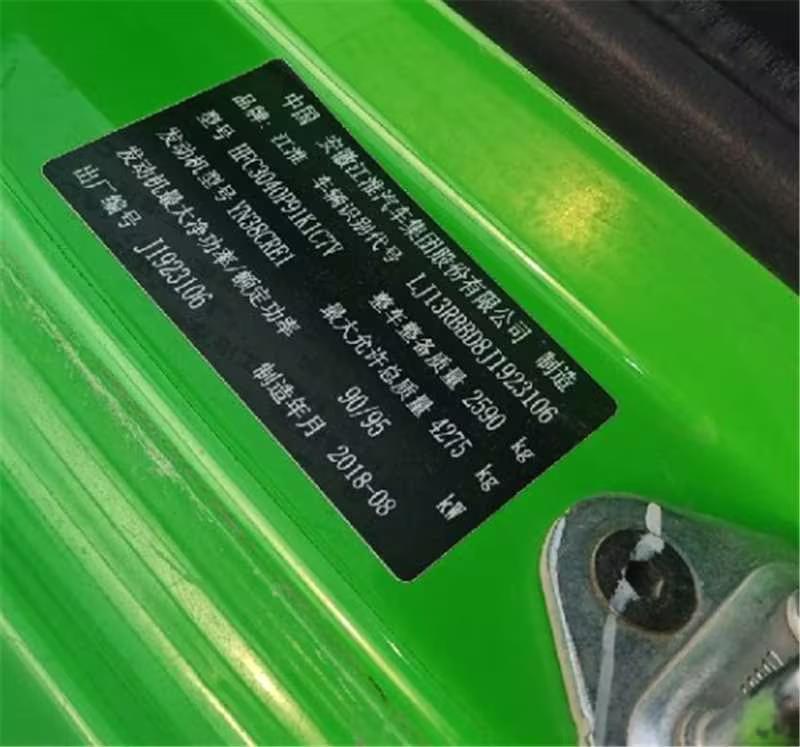 中国 安徽江淮汽车集团股份有限公司 制造
品牌: 江淮 车辆识别代号 LJ13RBBD8J1923106
型号 HFC3040P91K1C7V 整车整备质量 2590 kg
发动机型号 YN38CRE1 最大允许总质量 4275 kg
发动机最大净功率/额定功率 90/95 kW
出厂编号 J1923106 制造年月 2018-08